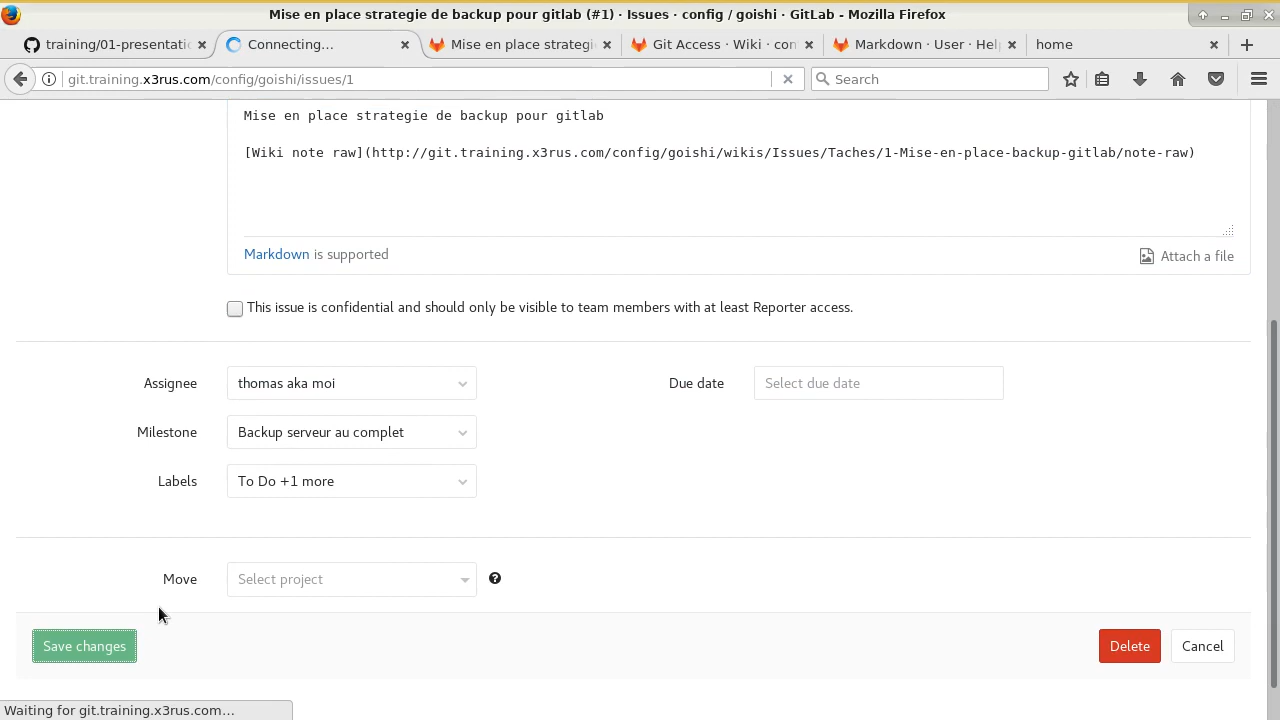 Mise en place strategie de backup pour gitlab (#1) · Issues · config / goishi · GitLab - Mozilla Firefox
training/01-presentatic
Connecting…
Mise en place strategi
Git Access · Wiki · con
Markdown · User · Help
home
git.training.x3rus.com/config/goishi/issues/1
Search
Mise en place strategie de backup pour gitlab
[Wiki note raw](http://git.training.x3rus.com/config/goishi/wikis/Issues/Taches/1-Mise-en-place-backup-gitlab/note-raw)
Markdown is supported
Attach a file
This issue is confidential and should only be visible to team members with at least Reporter access.
Assignee
thomas aka moi
Due date
Select due date
Milestone
Backup serveur au complet
Labels
To Do +1 more
Move
Select project
Save changes
Delete
Cancel
Waiting for git.training.x3rus.com…